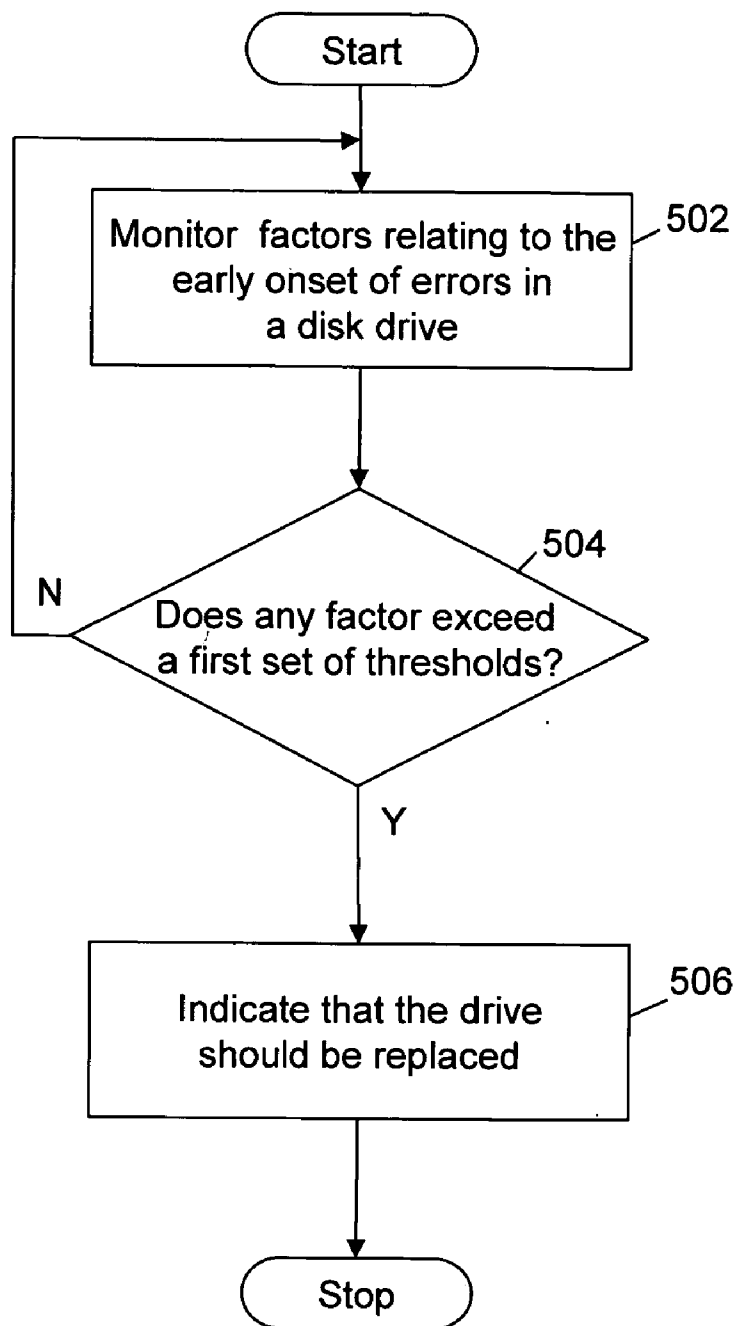 Start
Monitor factors relating to the
early onset of errors in
a disk drive
502
504
N
Does any factor exceed
a first set of thresholds?
Y
Indicate that the drive
should be replaced
506
Stop